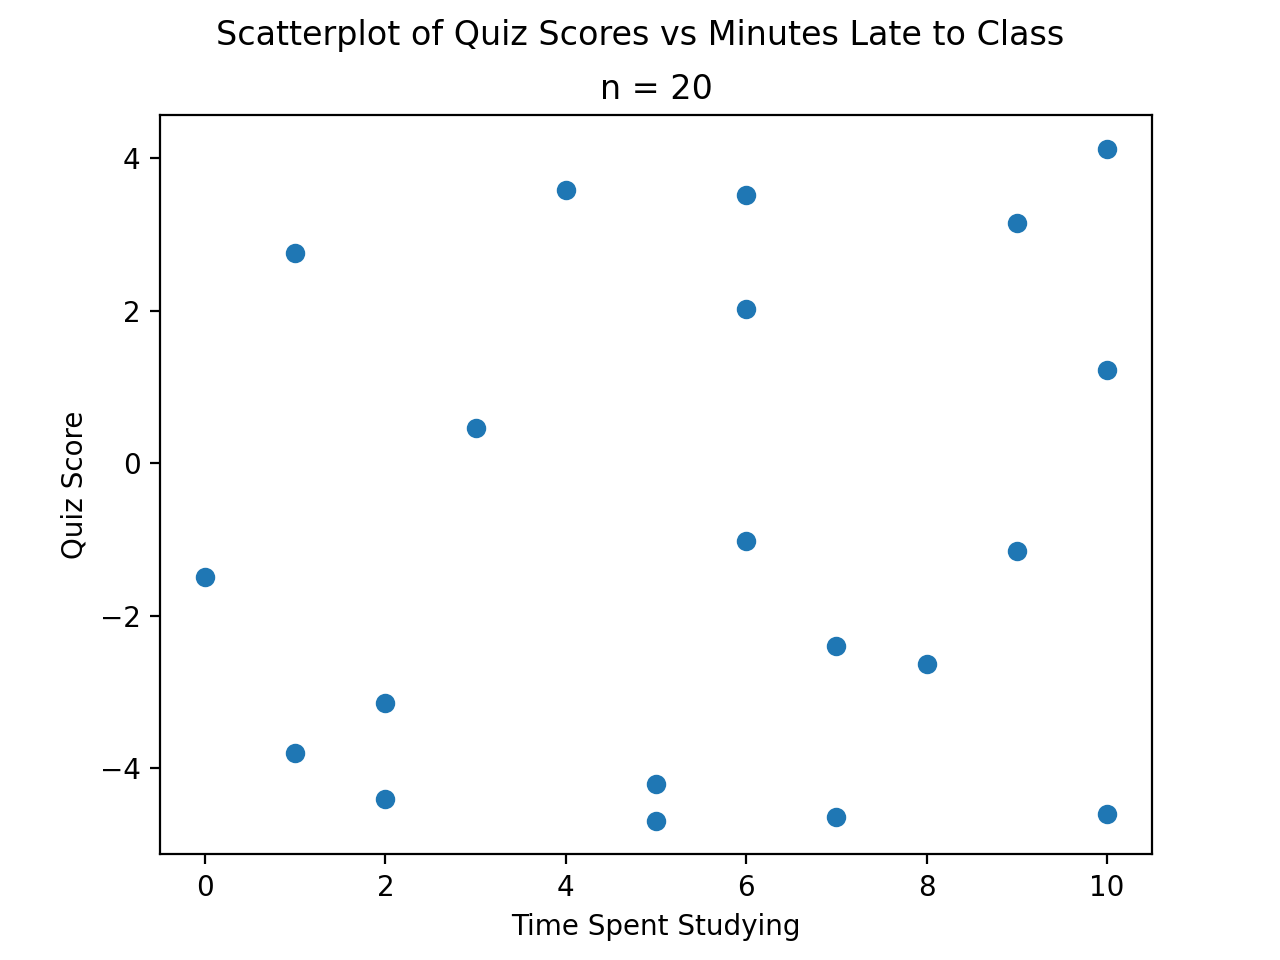 Scatterplot of Quiz Scores vs Minutes Late to Class
n = 20
4
2
0
−2
−4
Quiz Score
0 2 4 6 8 10
Time Spent Studying